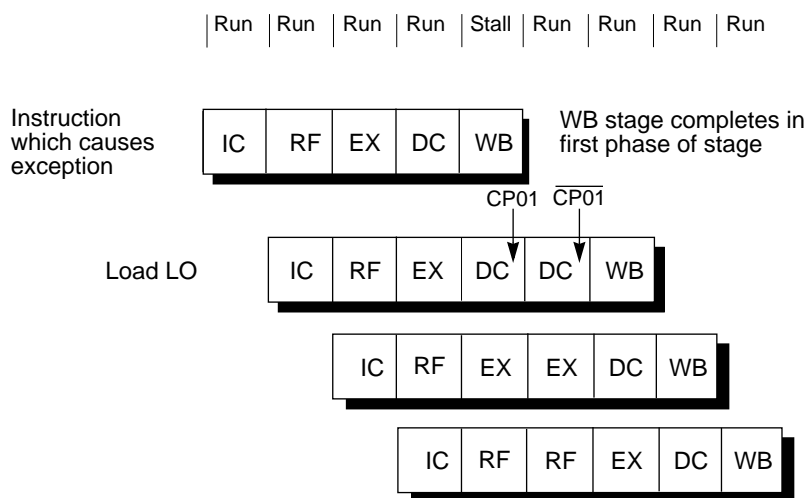 Run Run Run Run Stall Run Run Run Run
Instruction
which causes
exception
IC RF EX DC WB
WB stage completes in
first phase of stage
CP01 C̅P̅0̅1̅
Load LO
IC RF EX DC DC WB
IC RF EX EX DC WB
IC RF RF EX DC WB